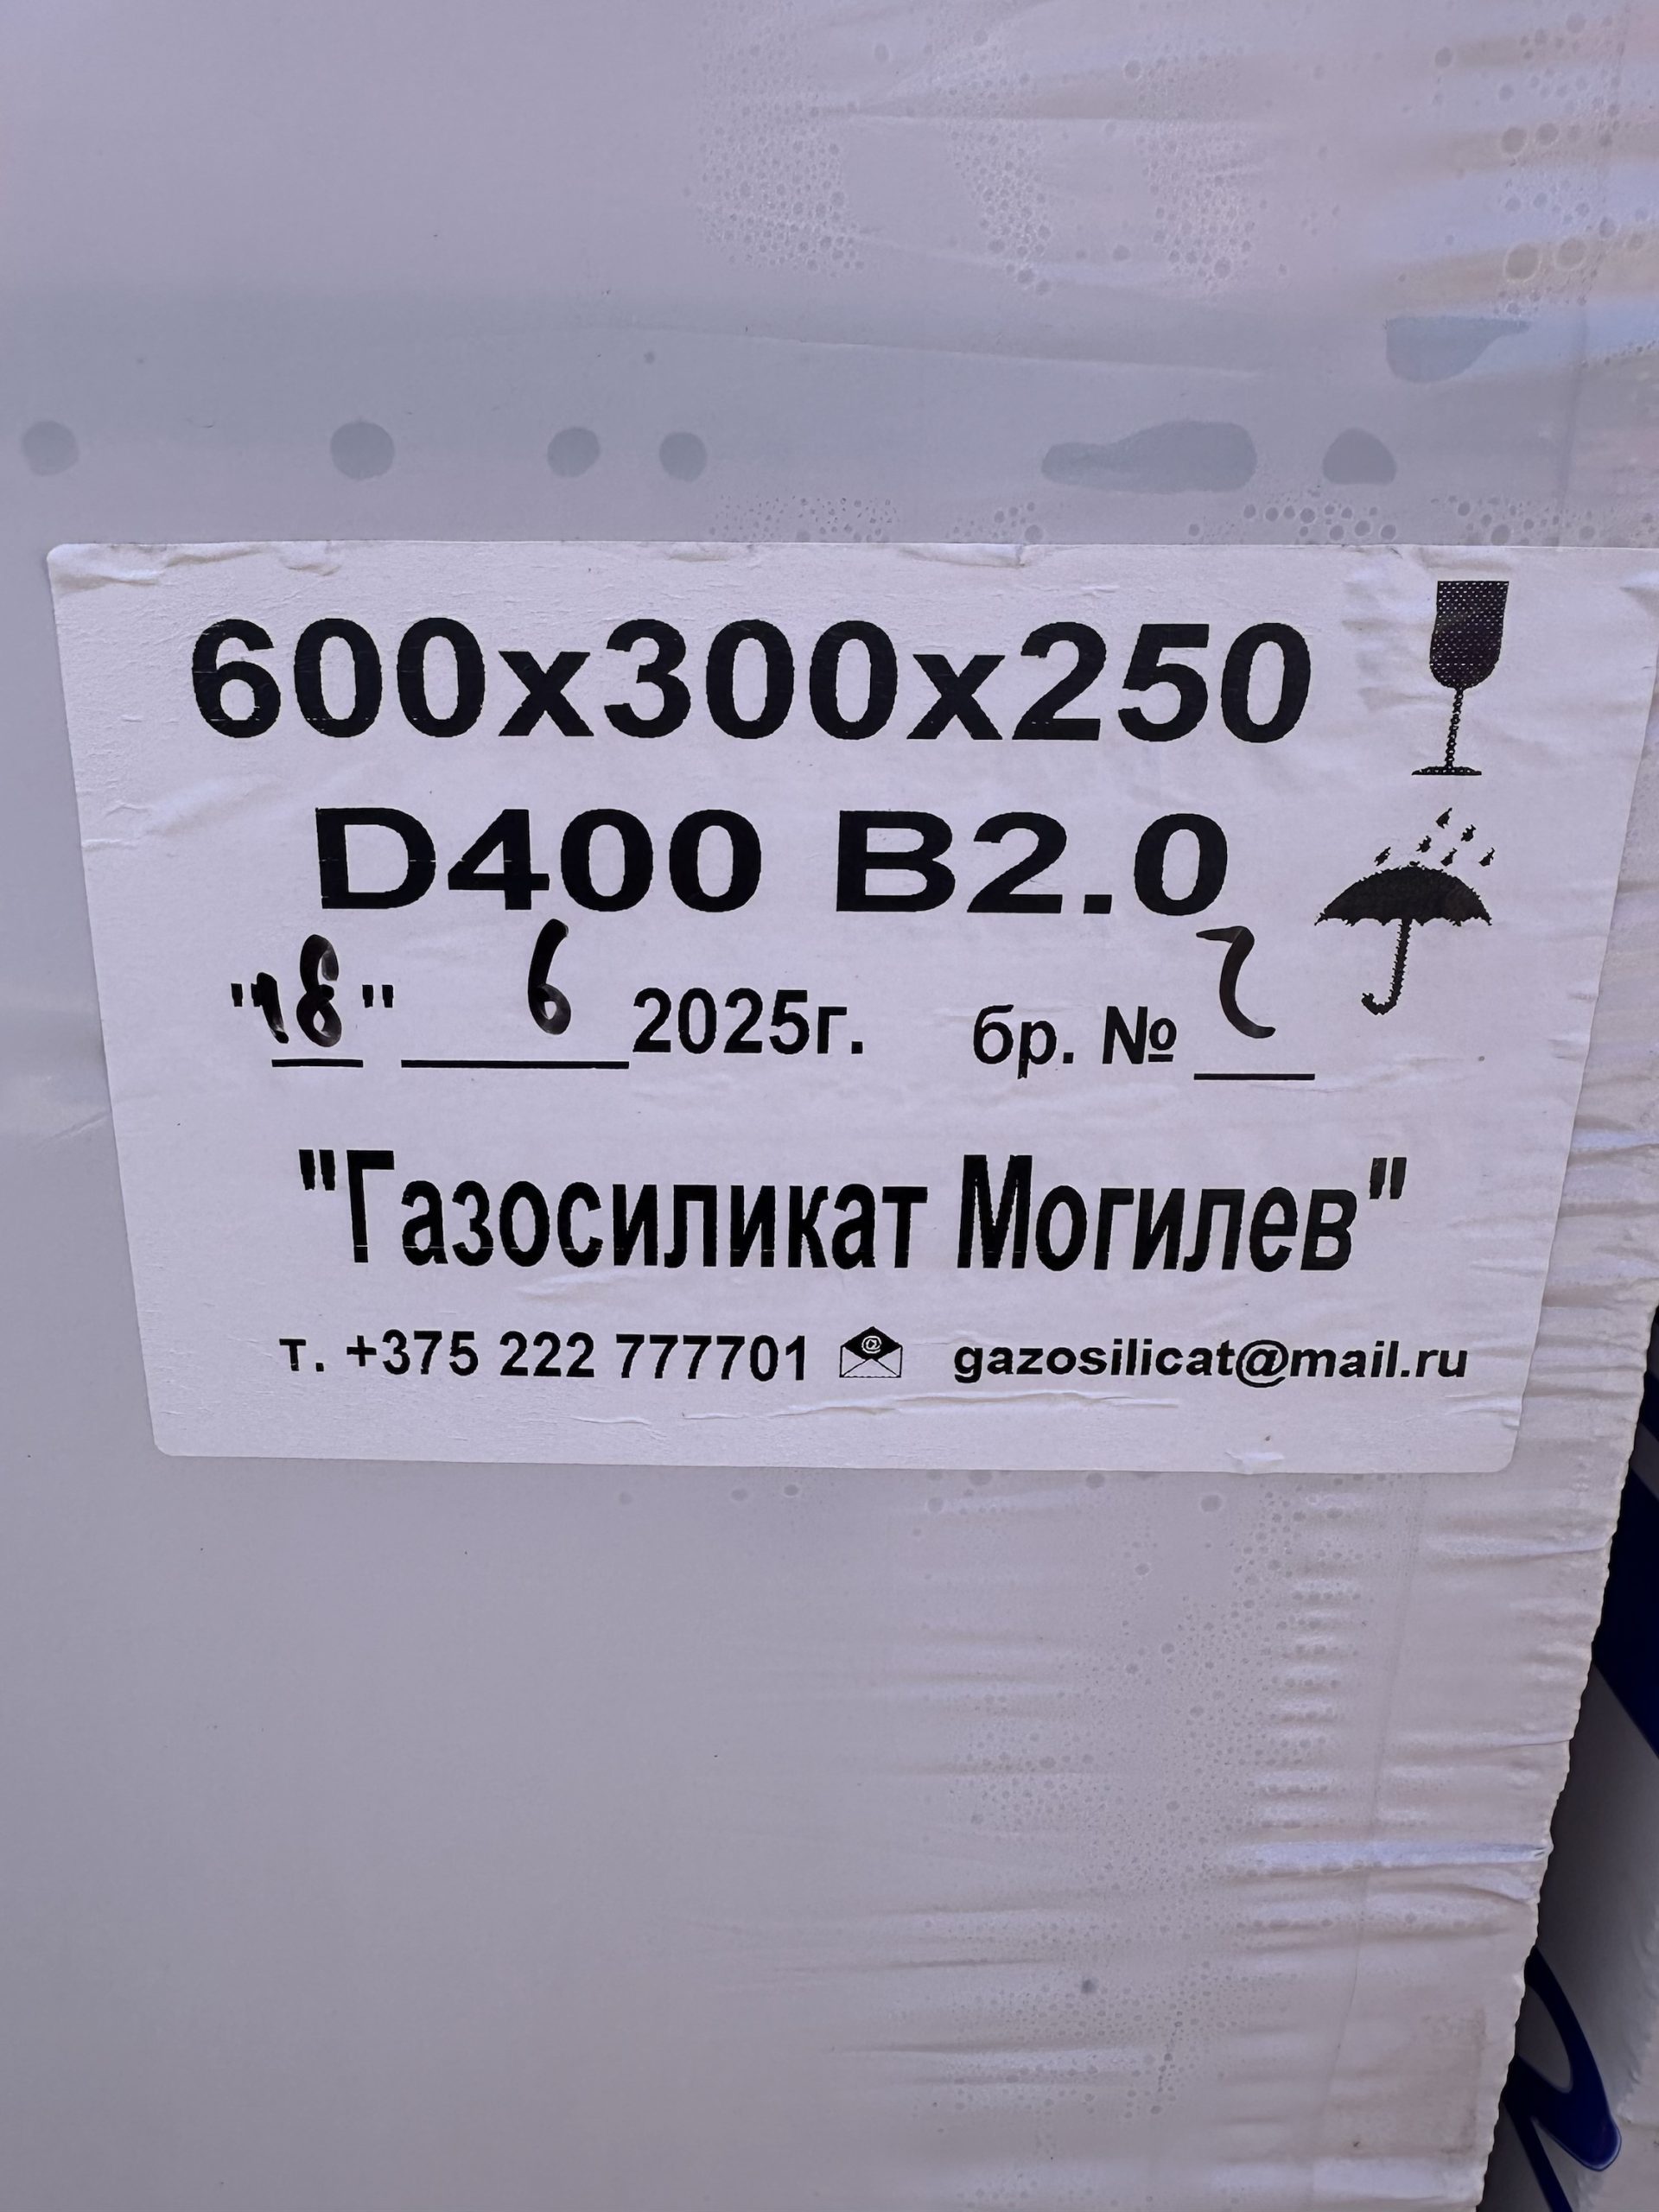 600x300x250
D400 B2.0
"18" 6 2025г. бр. № 2
"Газосиликат Могилев"
т. +375 222 777701 gazosilicat@mail.ru